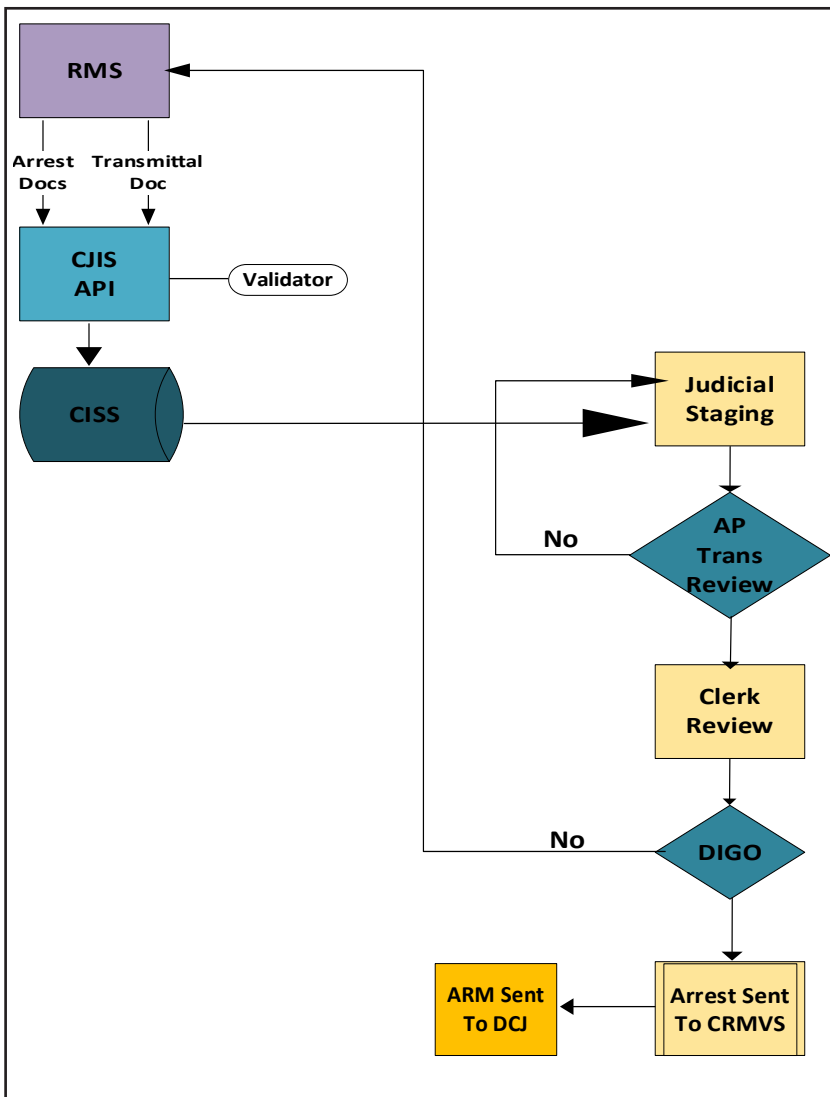 RMS
Arrest Transmittal
Docs Doc
CJIS
API
Validator
CISS
Judicial
Staging
AP
Trans
Review
No
Clerk
Review
No
DIGO
ARM Sent
To DCJ
Arrest Sent
To CRMVS